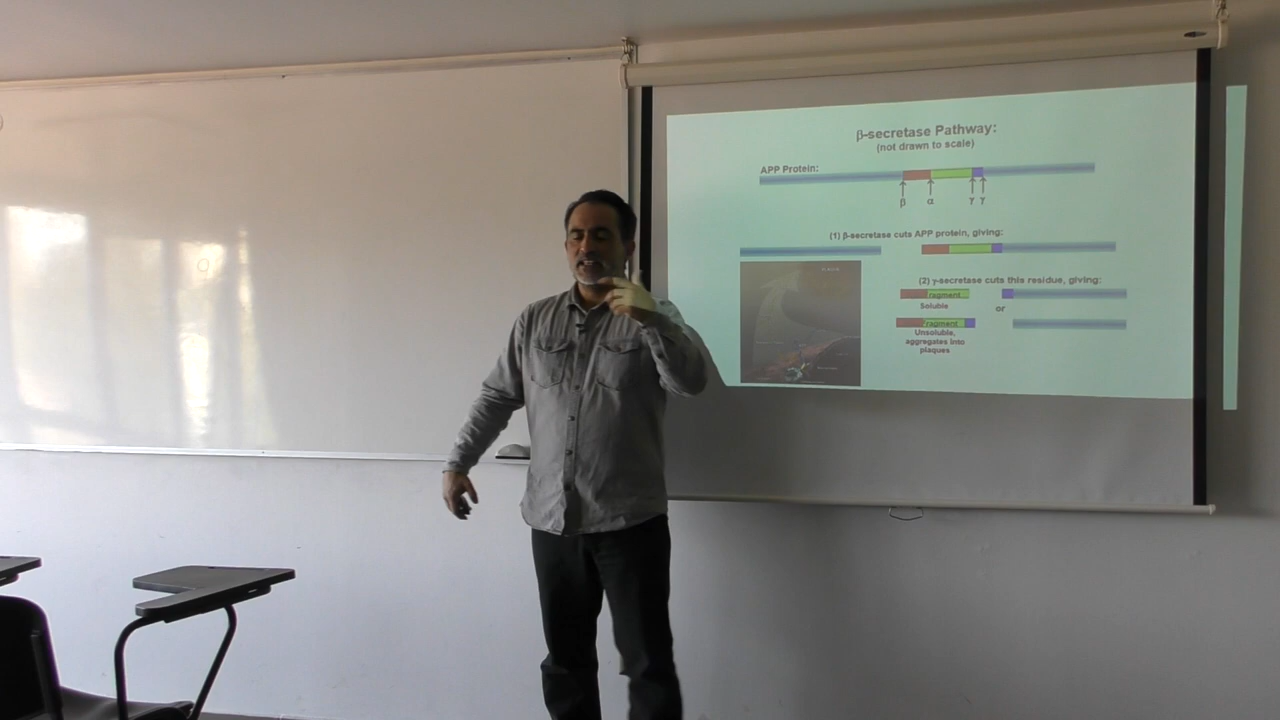 β-secretase Pathway:
(not drawn to scale)
APP Protein:
β α γ γ
(1) β-secretase cuts APP protein, giving:
(2) γ-secretase cuts this residue, giving:
ragment
Soluble
or
ragment
Unsoluble,
aggregates into
plaques